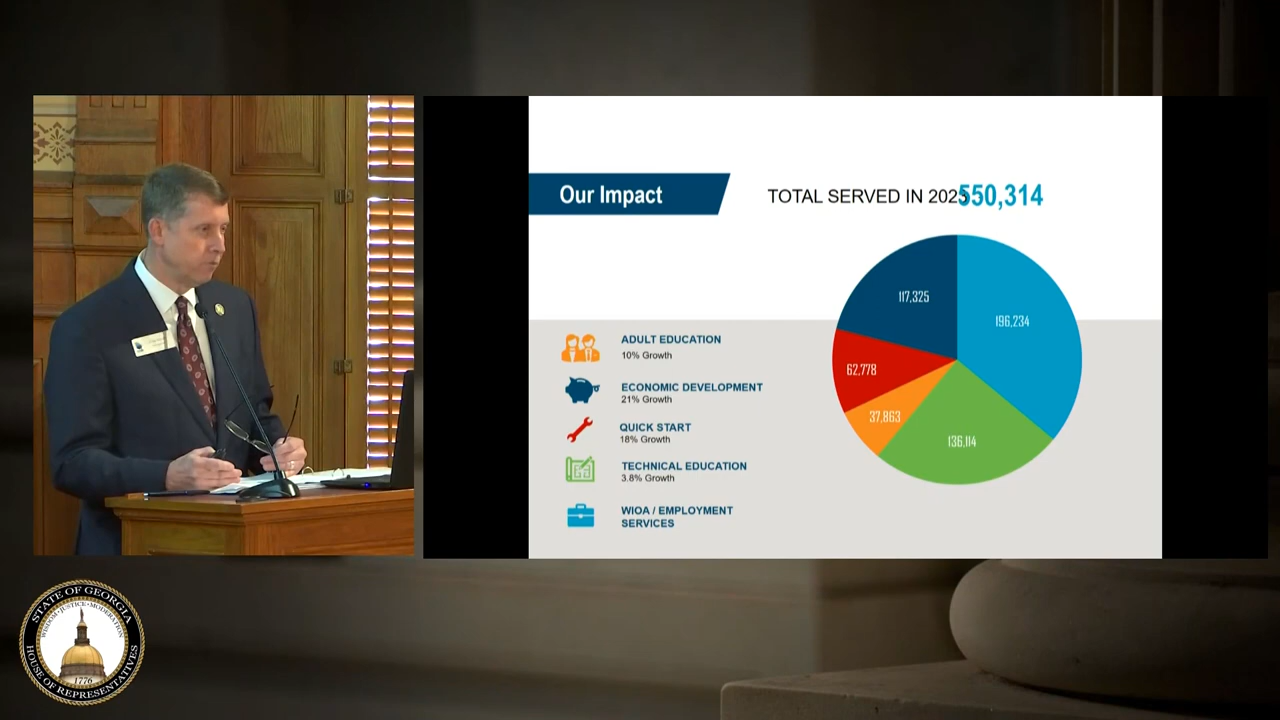 Our Impact
TOTAL SERVED IN 2023
550,314
117,325
196,234
62,778
37,863
136,114
ADULT EDUCATION
10% Growth
ECONOMIC DEVELOPMENT
21% Growth
QUICK START
18% Growth
TECHNICAL EDUCATION
3.8% Growth
WIOA / EMPLOYMENT
SERVICES
STATE OF GEORGIA
WISDOM • JUSTICE • MODERATION
1776
HOUSE OF REPRESENTATIVES